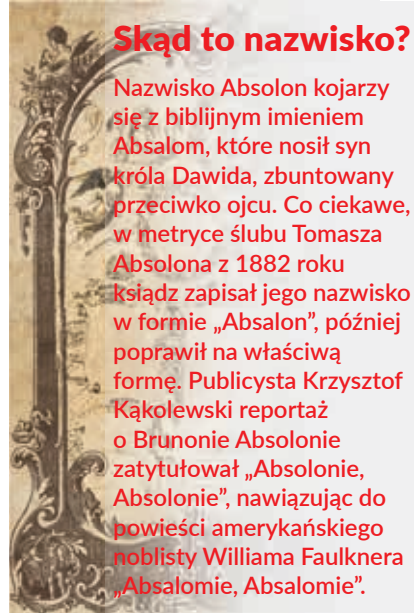 Skąd to nazwisko?
Nazwisko Absolon kojarzy
się z biblijnym imieniem
Absalom, które nosił syn
króla Dawida, zbuntowany
przeciwko ojcu. Co ciekawe,
w metryce ślubu Tomasza
Absolona z 1882 roku
ksiądz zapisał jego nazwisko
w formie „Absalon”, później
poprawił na właściwą
formę. Publicysta Krzysztof
Kąkolewski reportaż
o Brunonie Absolonie
zatytułował „Absolonie,
Absolonie”, nawiązując do
powieści amerykańskiego
noblisty Williama Faulknera
„Absalomie, Absalomie”.